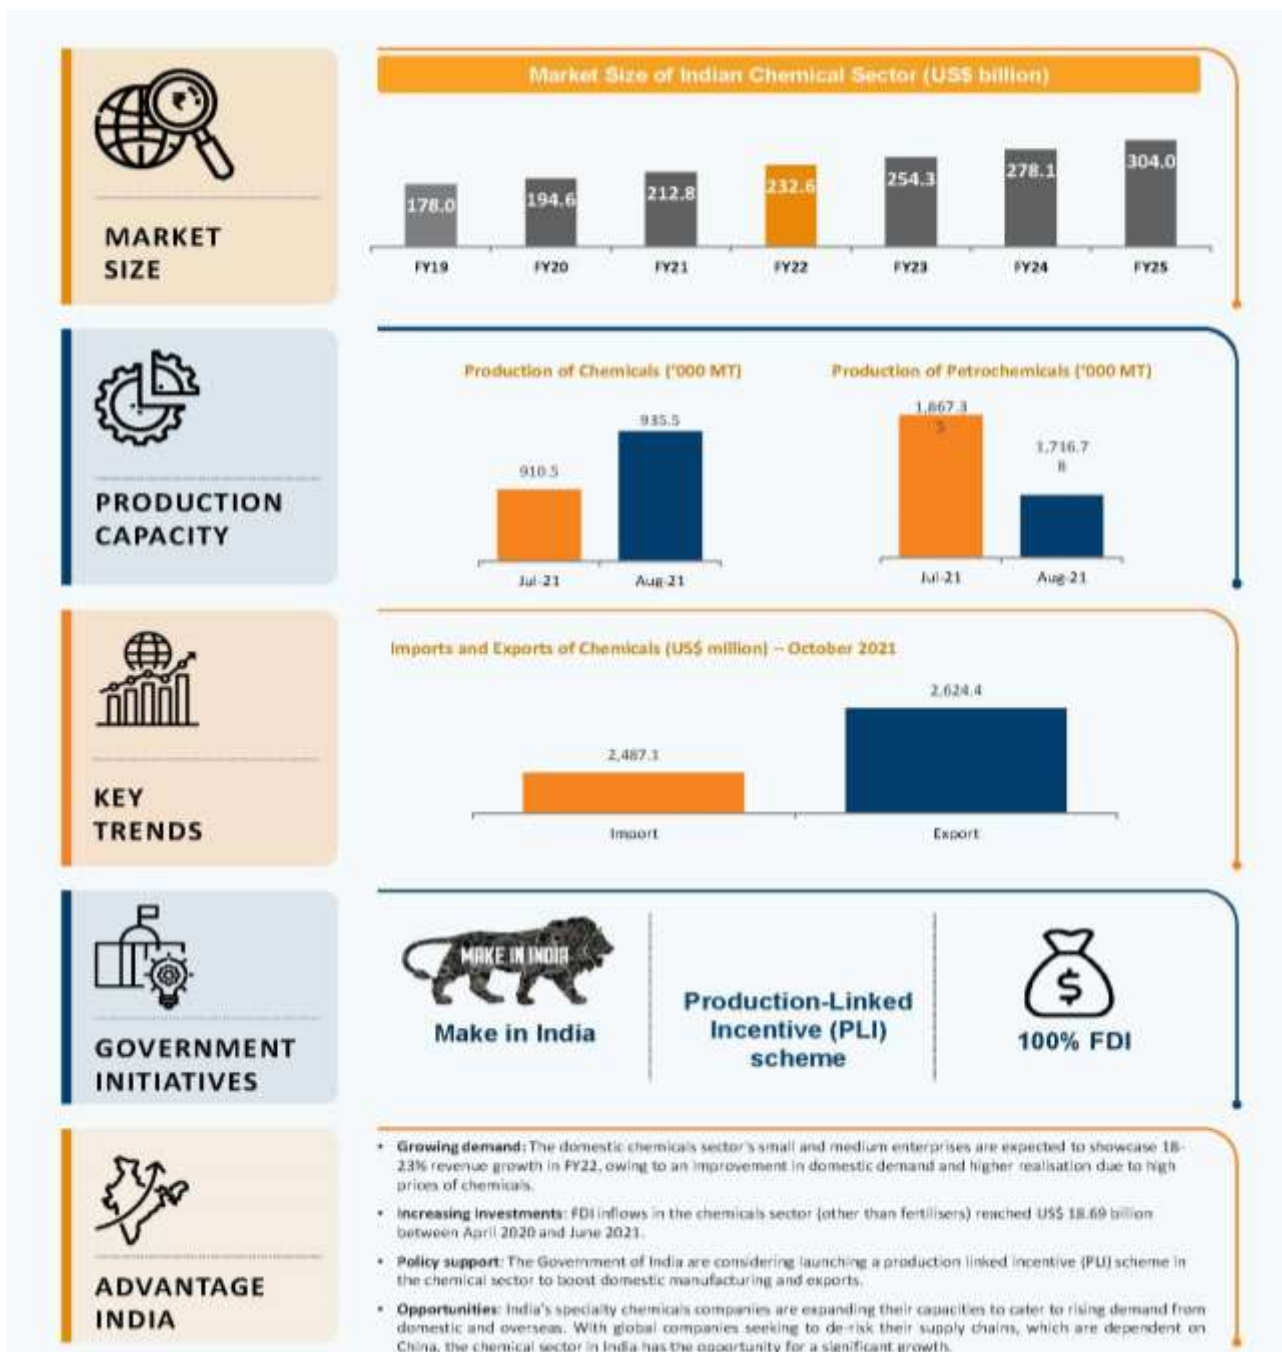 MARKET
SIZE
Market Size of Indian Chemical Sector (US$ billion)
178.0
194.6
212.8
232.6
254.3
278.1
304.0
FY19
FY20
FY21
FY22
FY23
FY24
FY25
PRODUCTION
CAPACITY
Production of Chemicals ('000 MT)
910.5
935.5
Jul-21
Aug-21
Production of Petrochemicals ('000 MT)
1,867.3
5
1,716.7
8
Jul-21
Aug-21
KEY
TRENDS
Imports and Exports of Chemicals (US$ million) – October 2021
2,487.1
2,624.4
Import
Export
GOVERNMENT
INITIATIVES
MAKE IN INDIA
Make in India
Production-Linked
Incentive (PLI)
scheme
$
100% FDI
ADVANTAGE
INDIA
• Growing demand: The domestic chemicals sector's small and medium enterprises are expected to showcase 18-
23% revenue growth in FY22, owing to an improvement in domestic demand and higher realisation due to high
prices of chemicals.
• Increasing Investments: FDI inflows in the chemicals sector (other than fertilisers) reached US$ 18.69 billion
between April 2020 and June 2021.
• Policy support: The Government of India are considering launching a production linked incentive (PLI) scheme in
the chemical sector to boost domestic manufacturing and exports.
• Opportunities: India's specialty chemicals companies are expanding their capacities to cater to rising demand from
domestic and overseas. With global companies seeking to de-risk their supply chains, which are dependent on
China, the chemical sector in India has the opportunity for a significant growth.